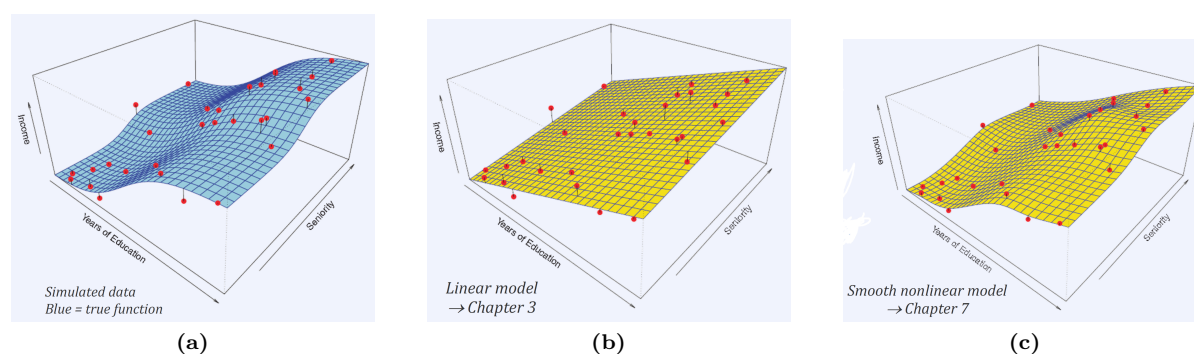 Income
Years of Education
Seniority
Simulated data
Blue = true function
(a)
Income
Years of Education
Seniority
Linear model
→ Chapter 3
(b)
Income
Years of Education
Seniority
Smooth nonlinear model
→ Chapter 7
(c)